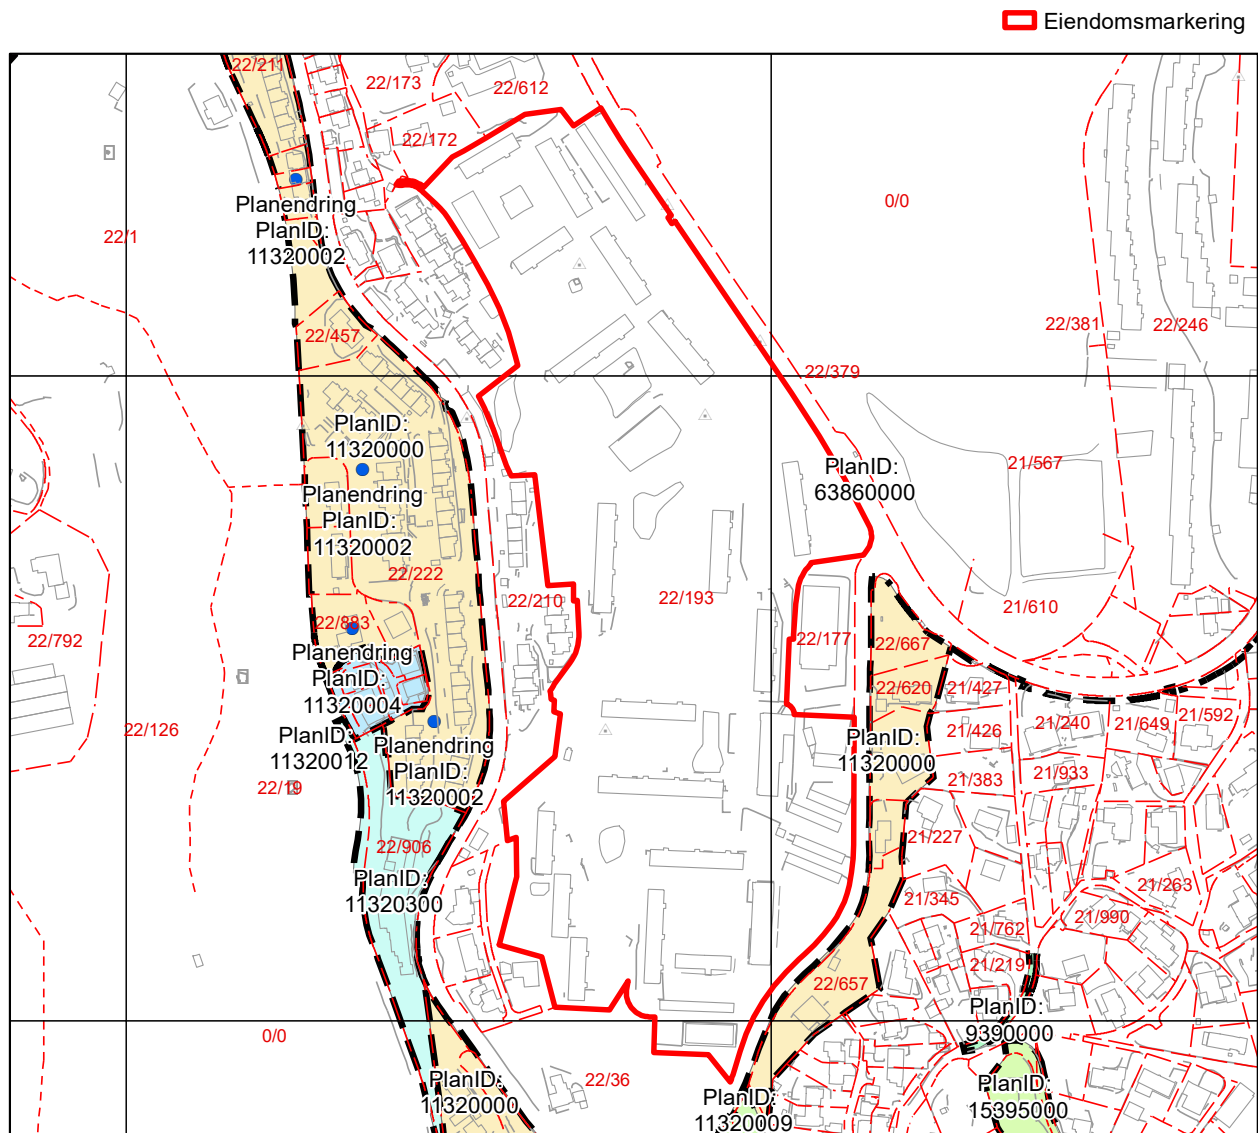 Eiendomsmarkering
22/211
22/173
22/612
22/172
Planendring
PlanID:
11320002
0/0
22/1
22/457
22/381
22/246
22/379
PlanID:
11320000
PlanID:
63860000
21/567
Planendring
PlanID:
11320002
22/222
22/210
22/193
21/610
22/883
22/177
22/792
22/667
Planendring
PlanID:
11320004
22/620
21/427
21/240
21/649
21/592
22/126
21/426
PlanID:
11320012
Planendring
PlanID:
11320002
PlanID:
11320000
21/383
21/933
22/19
21/227
22/906
PlanID:
11320300
21/345
21/263
21/990
21/762
21/219
22/657
PlanID:
9390000
0/0
22/36
PlanID:
11320000
PlanID:
11320009
PlanID:
15395000